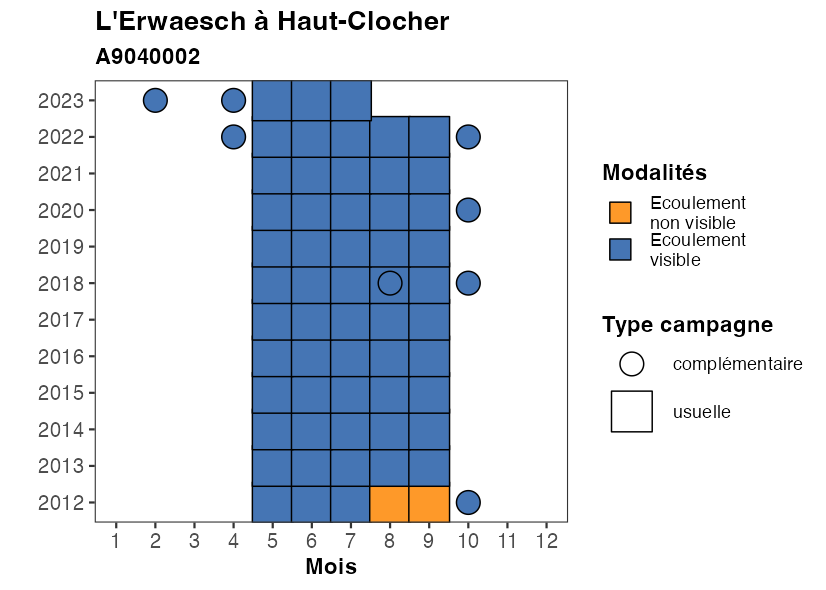 L'Erwaesch à Haut-Clocher
A9040002
2023
2022
2021
2020
2019
2018
2017
2016
2015
2014
2013
2012
1 2 3 4 5 6 7 8 9 10 11 12
Mois
Modalités
Ecoulement
non visible
Ecoulement
visible
Type campagne
complémentaire
usuelle